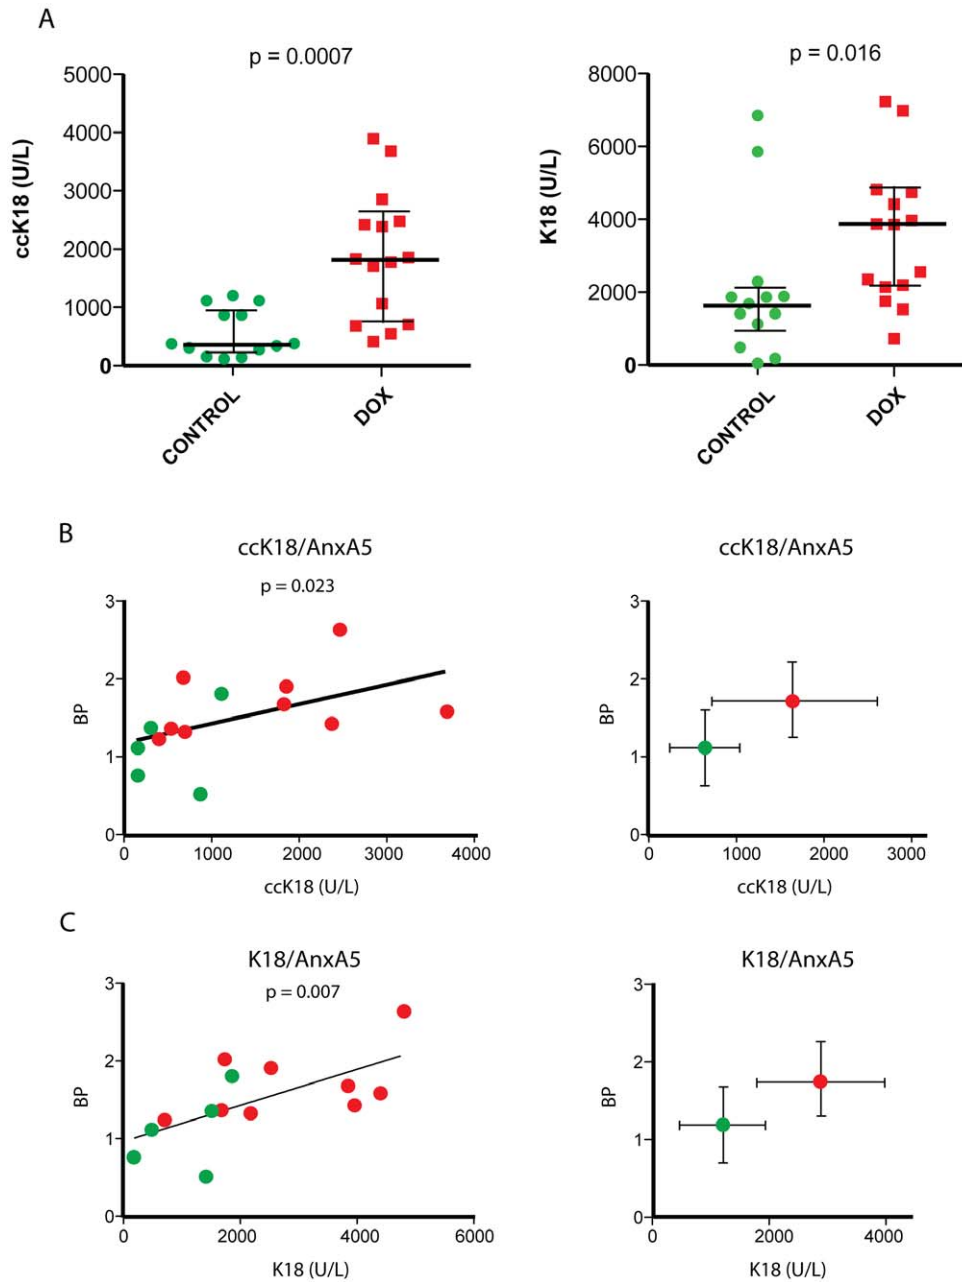 A
p = 0.0007
5000
4000
3000
2000
1000
0
ccK18 (U/L)
CONTROL
DOX
p = 0.016
8000
6000
4000
2000
0
K18 (U/L)
CONTROL
DOX
B
ccK18/AnxA5
p = 0.023
3
2
1
0
BP
0
1000
2000
3000
4000
ccK18 (U/L)
ccK18/AnxA5
3
2
1
0
BP
0
1000
2000
3000
ccK18 (U/L)
C
K18/AnxA5
p = 0.007
3
2
1
0
BP
0
2000
4000
6000
K18 (U/L)
K18/AnxA5
3
2
1
0
BP
0
2000
4000
K18 (U/L)